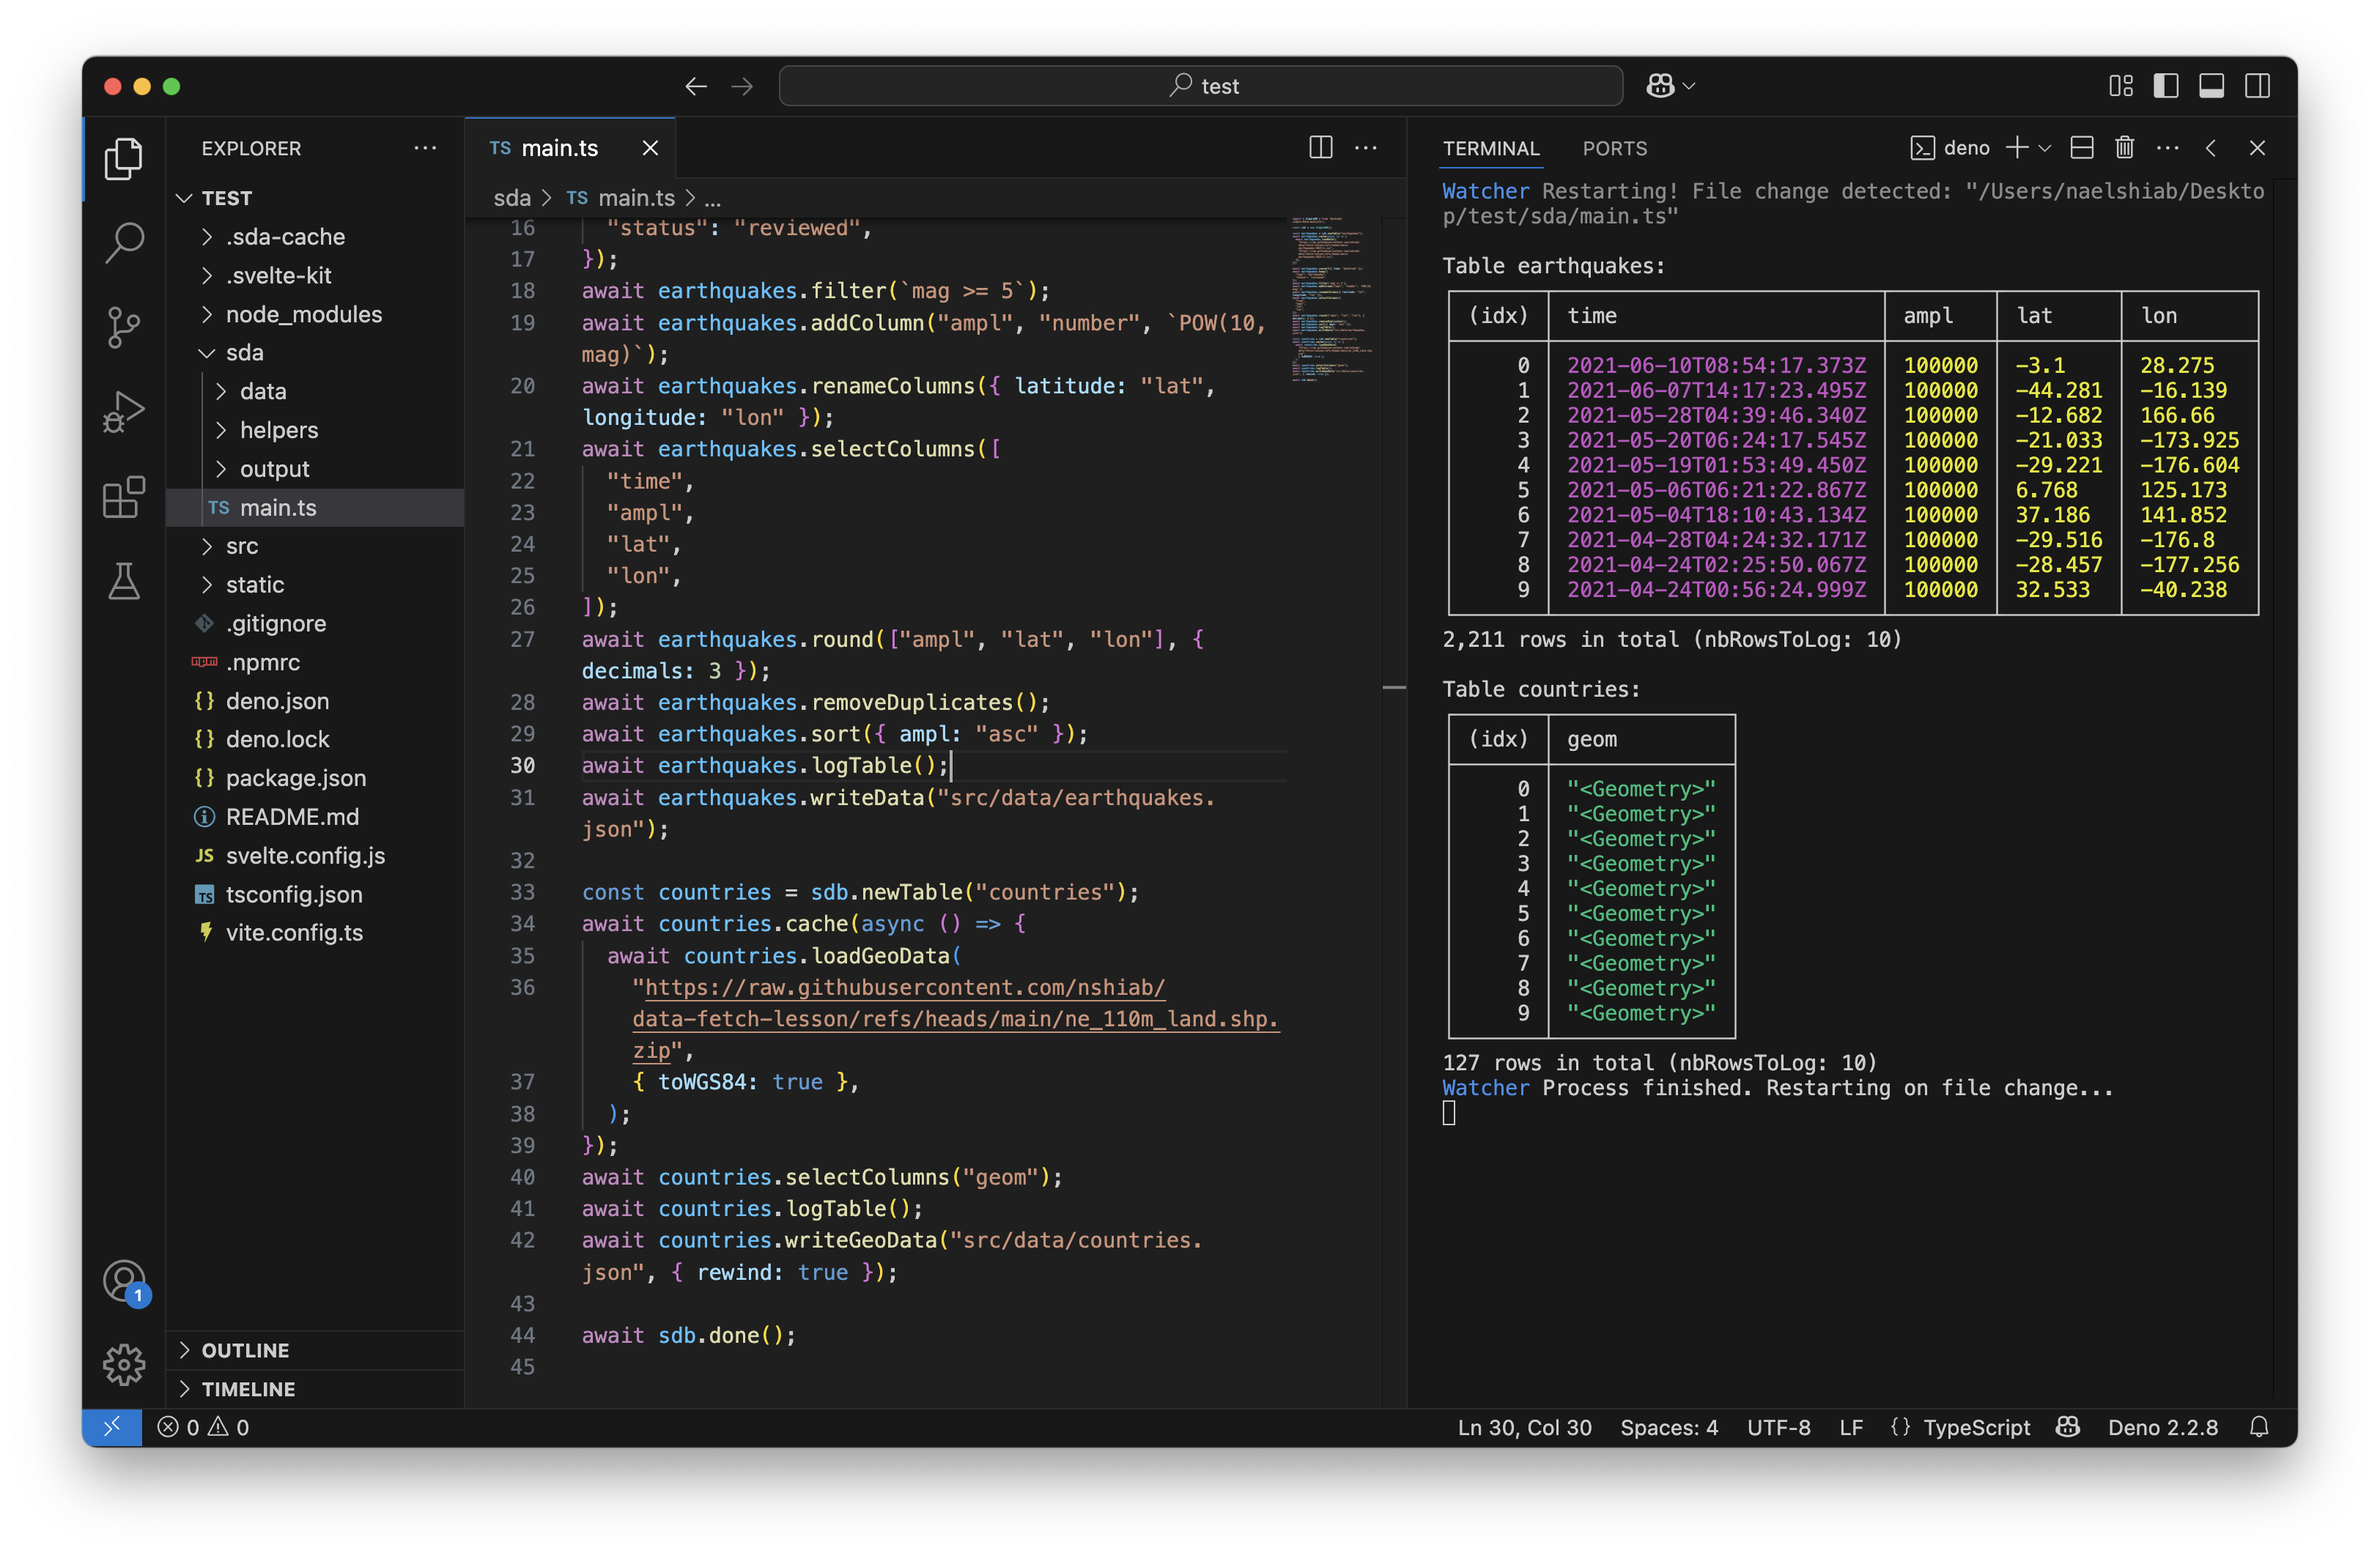 test
EXPLORER
TEST
.sda-cache
.svelte-kit
node_modules
sda
data
helpers
output
TS main.ts
src
static
.gitignore
.npmrc
{} deno.json
{} deno.lock
{} package.json
README.md
JS svelte.config.js
TS tsconfig.json
vite.config.ts
OUTLINE
TIMELINE
1
TS main.ts
sda > TS main.ts > ...
16 "status": "reviewed",
17 });
18 await earthquakes.filter(`mag >= 5`);
19 await earthquakes.addColumn("ampl", "number", `POW(10,
mag)`);
20 await earthquakes.renameColumns({ latitude: "lat",
longitude: "lon" });
21 await earthquakes.selectColumns([
22 "time",
23 "ampl",
24 "lat",
25 "lon",
26 ]);
27 await earthquakes.round(["ampl", "lat", "lon"], {
decimals: 3 });
28 await earthquakes.removeDuplicates();
29 await earthquakes.sort({ ampl: "asc" });
30 await earthquakes.logTable();
31 await earthquakes.writeData("src/data/earthquakes.
json");
32
33 const countries = sdb.newTable("countries");
34 await countries.cache(async () => {
35 await countries.loadGeoData(
36 "https://raw.githubusercontent.com/nshiab/
data-fetch-lesson/refs/heads/main/ne_110m_land.shp.
zip",
37 { toWGS84: true },
38 );
39 });
40 await countries.selectColumns("geom");
41 await countries.logTable();
42 await countries.writeGeoData("src/data/countries.
json", { rewind: true });
43
44 await sdb.done();
45
TERMINAL PORTS
deno
Watcher Restarting! File change detected: "/Users/naelshiab/Deskto
p/test/sda/main.ts"
Table earthquakes:
(idx) time ampl lat lon
0 2021-06-10T08:54:17.373Z 100000 -3.1 28.275
1 2021-06-07T14:17:23.495Z 100000 -44.281 -16.139
2 2021-05-28T04:39:46.340Z 100000 -12.682 166.66
3 2021-05-20T06:24:17.545Z 100000 -21.033 -173.925
4 2021-05-19T01:53:49.450Z 100000 -29.221 -176.604
5 2021-05-06T06:21:22.867Z 100000 6.768 125.173
6 2021-05-04T18:10:43.134Z 100000 37.186 141.852
7 2021-04-28T04:24:32.171Z 100000 -29.516 -176.8
8 2021-04-24T02:25:50.067Z 100000 -28.457 -177.256
9 2021-04-24T00:56:24.999Z 100000 32.533 -40.238
2,211 rows in total (nbRowsToLog: 10)
Table countries:
(idx) geom
0 "<Geometry>"
1 "<Geometry>"
2 "<Geometry>"
3 "<Geometry>"
4 "<Geometry>"
5 "<Geometry>"
6 "<Geometry>"
7 "<Geometry>"
8 "<Geometry>"
9 "<Geometry>"
127 rows in total (nbRowsToLog: 10)
Watcher Process finished. Restarting on file change...
0 0
Ln 30, Col 30 Spaces: 4 UTF-8 LF {} TypeScript Deno 2.2.8